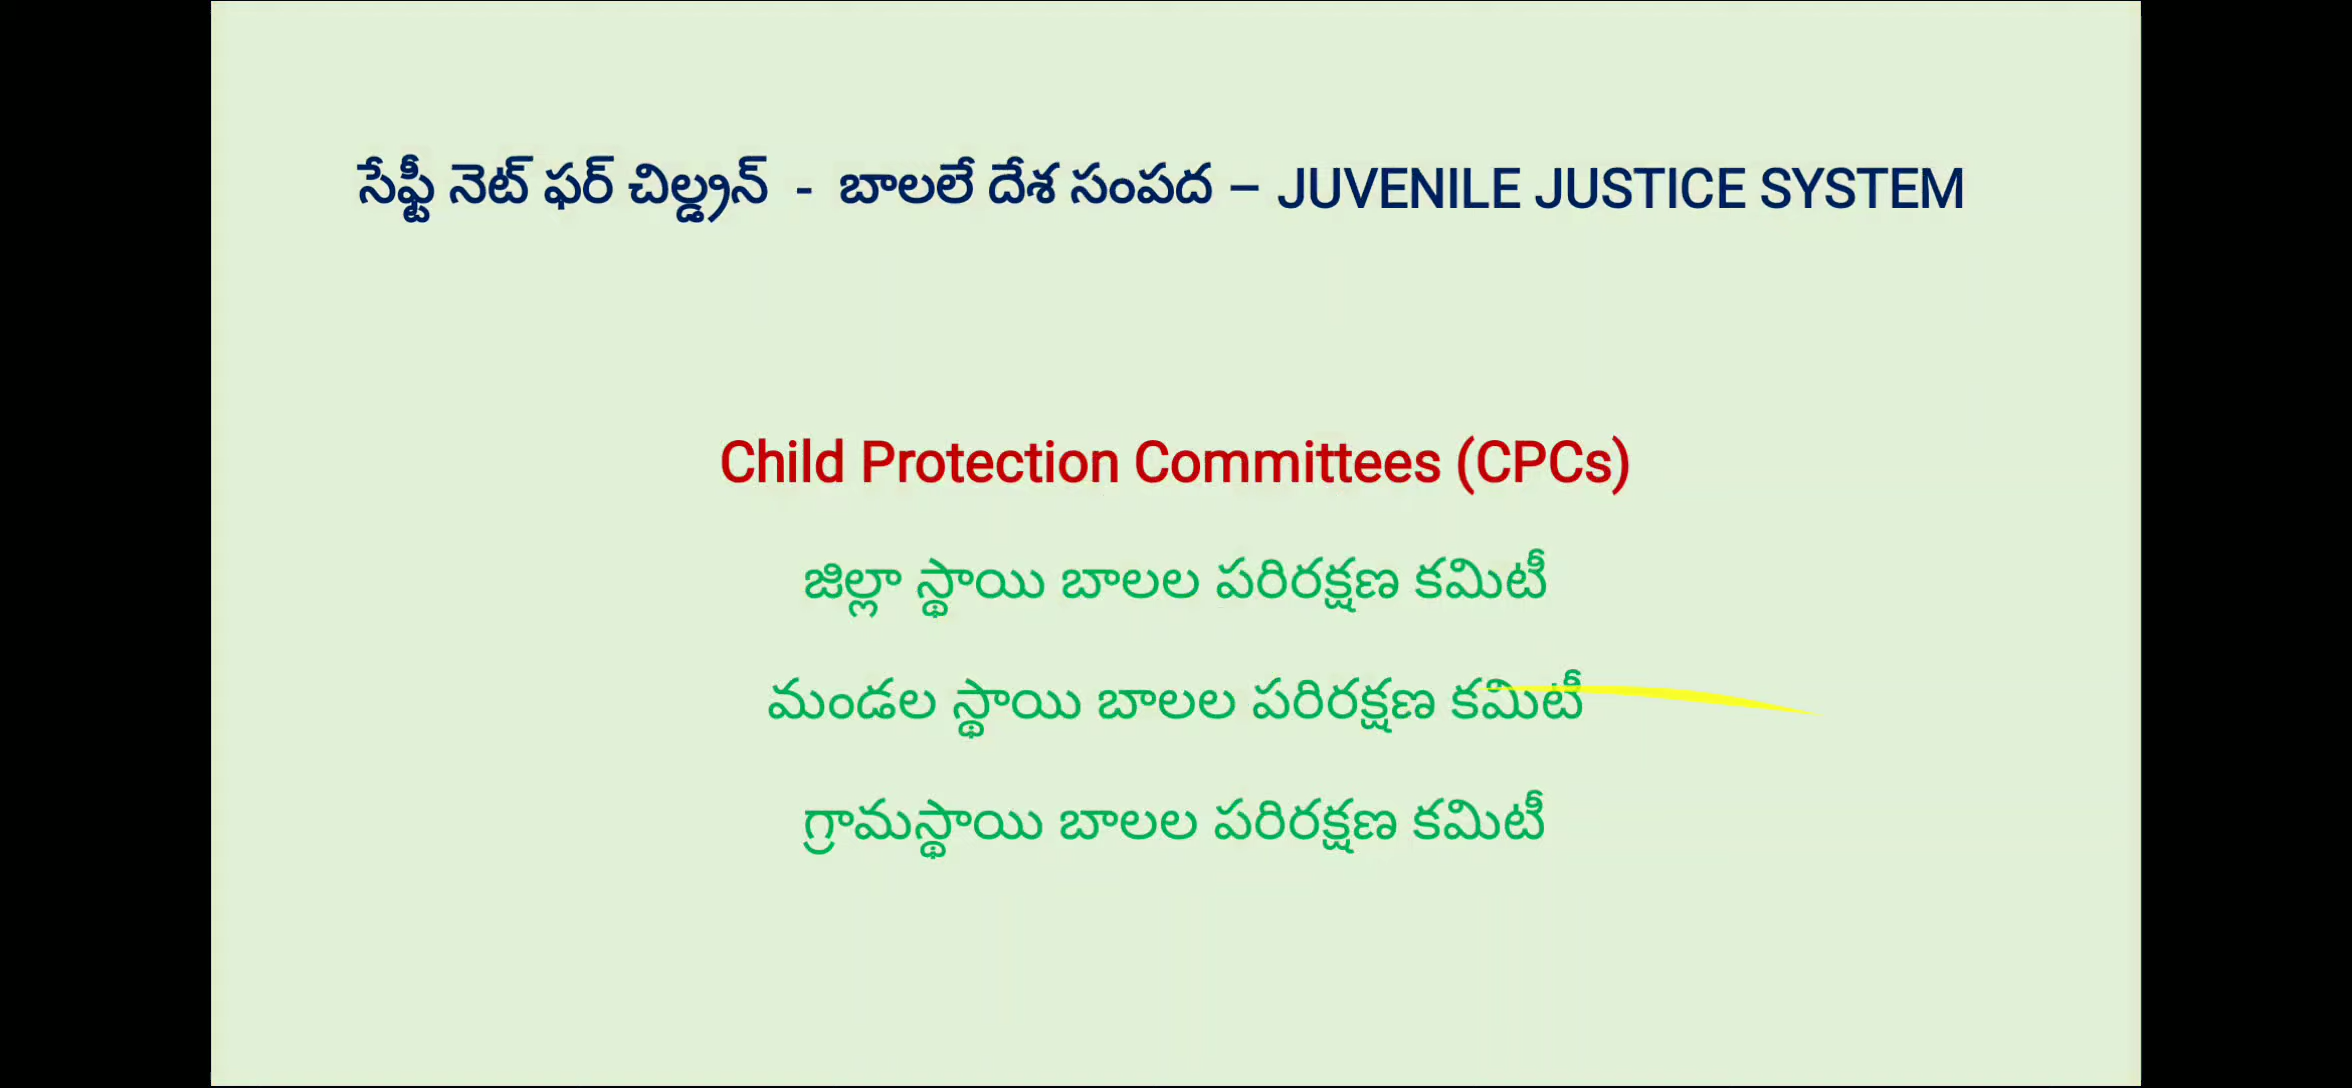 సేఫ్టీ నెట్ ఫర్ చిల్డ్రన్ - బాలలే దేశ సంపద – JUVENILE JUSTICE SYSTEM
Child Protection Committees (CPCs)
జిల్లా స్థాయి బాలల పరిరక్షణ కమిటీ
మండల స్థాయి బాలల పరిరక్షణ కమిటీ
గ్రామస్థాయి బాలల పరిరక్షణ కమిటీ